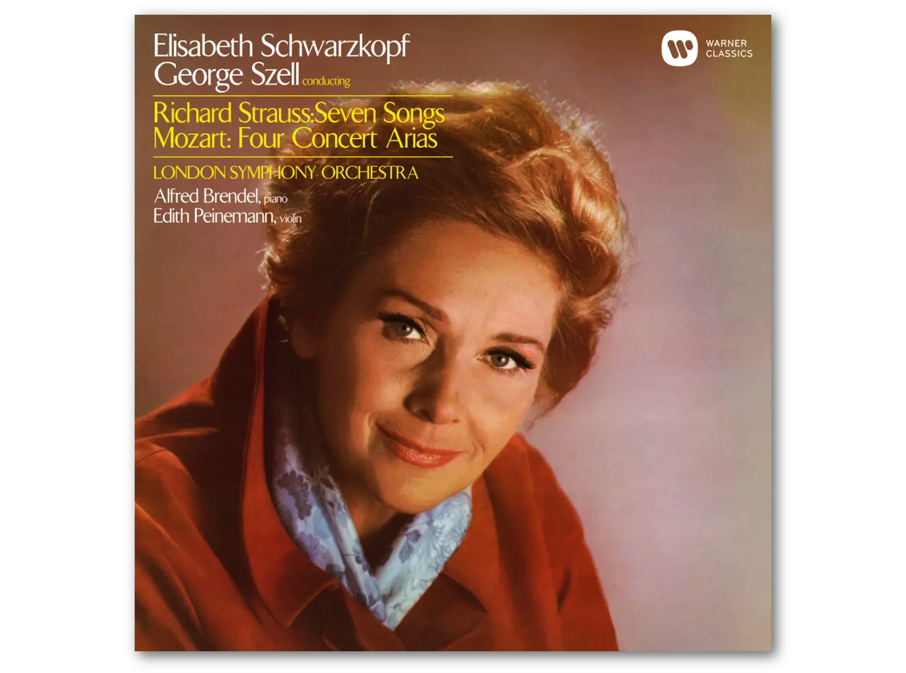 Elisabeth Schwarzkopf
George Szell conducting
Richard Strauss:Seven Songs
Mozart: Four Concert Arias
LONDON SYMPHONY ORCHESTRA
Alfred Brendel, piano
Edith Peinemann, violin
WARNER
CLASSICS